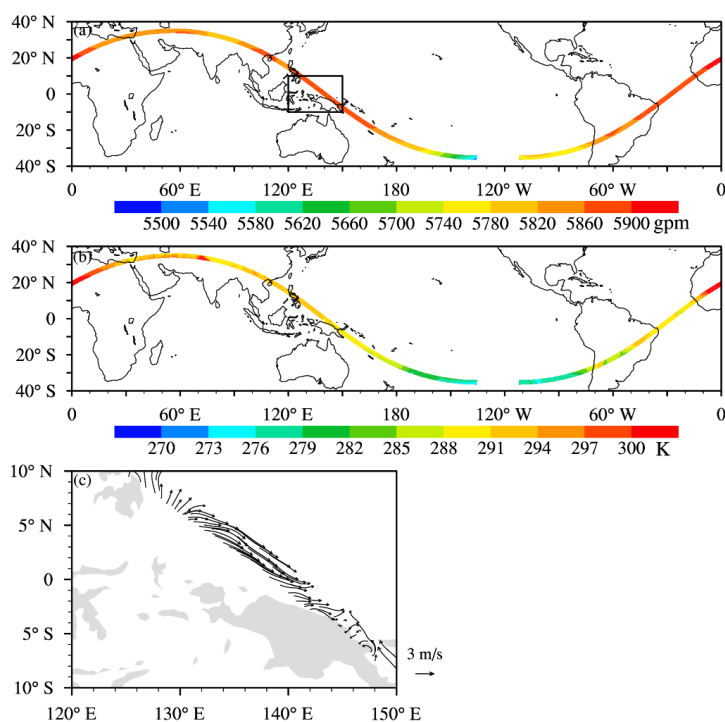 40° N
(a)
20° N
0
20° S
40° S
0 60° E 120° E 180 120° W 60° W 0
5500 5540 5580 5620 5660 5700 5740 5780 5820 5860 5900 gpm
40° N
(b)
20° N
0
20° S
40° S
0 60° E 120° E 180 120° W 60° W 0
270 273 276 279 282 285 288 291 294 297 300 K
10° N
(c)
5° N
0
5° S
3 m/s
10° S
120° E 130° E 140° E 150° E